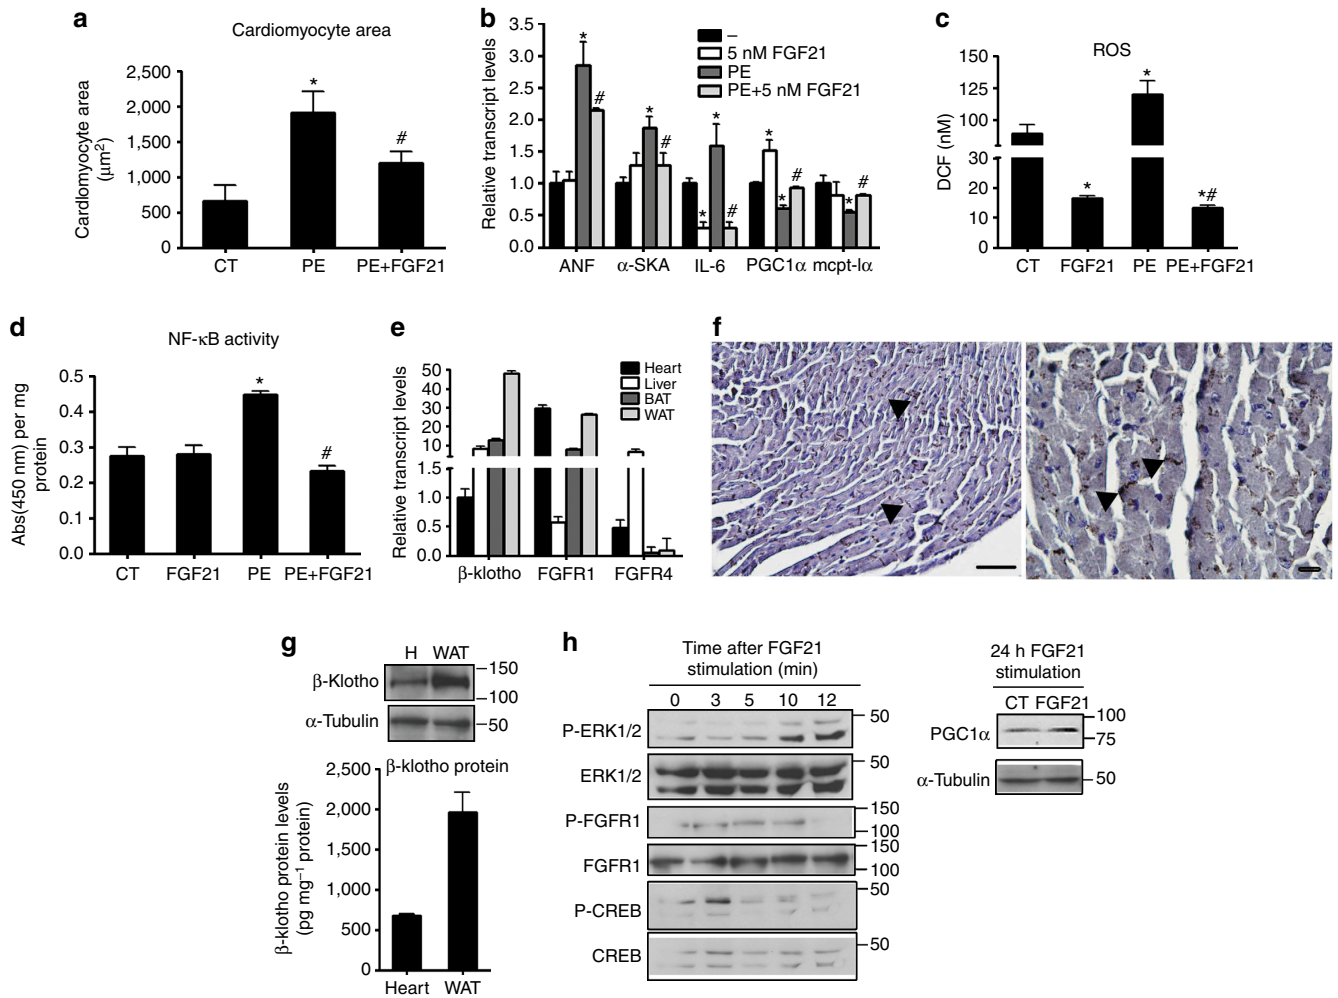 a
Cardiomyocyte area
Cardiomyocyte area
(μm2)
2,500
2,000
1,500
1,000
500
0
*
#
CT PE PE+FGF21
b
Relative transcript levels
3.5
3.0
2.5
2.0
1.5
1.0
0.5
0.0
–
5 nM FGF21
PE
PE+5 nM FGF21
* # * # * * # * * # * #
ANF α-SKA IL-6 PGC1α mcpt-Iα
c
ROS
DCF (nM)
150
125
100
30
20
10
0
* * *#
CT FGF21 PE PE+FGF21
d
NF-κB activity
Abs(450 nm) per mg
protein
0.5
0.4
0.3
0.2
0.1
0.0
* #
CT FGF21 PE PE+FGF21
e
Relative transcript levels
50
30
10
1.5
1.0
0.5
0.0
Heart
Liver
BAT
WAT
β-klotho FGFR1 FGFR4
f
g
H WAT
β-Klotho
150
100
α-Tubulin
50
β-klotho protein
β-klotho protein levels
(pg mg–1 protein)
2,500
2,000
1,500
1,000
500
0
Heart WAT
h
Time after FGF21
stimulation (min)
0 3 5 10 12
P-ERK1/2
50
ERK1/2
50
P-FGFR1
150
100
FGFR1
150
100
P-CREB
50
CREB
50
24 h FGF21
stimulation
CT FGF21
PGC1α
100
75
α-Tubulin
50